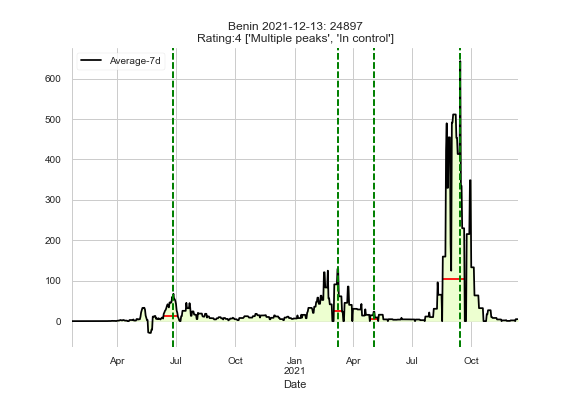 Benin 2021-12-13: 24897
Rating:4 ['Multiple peaks', 'In control']
Average-7d
600
500
400
300
200
100
0
Apr Jul Oct Jan Apr Jul Oct
2021
Date